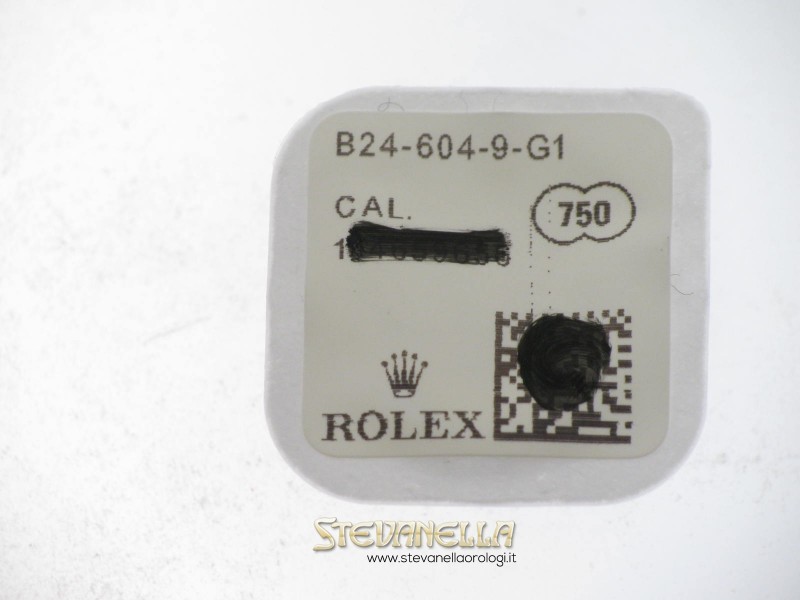 B24-604-9-G1
CAL.
750
ROLEX
STEVANELLA
www.stevanellaorologi.it